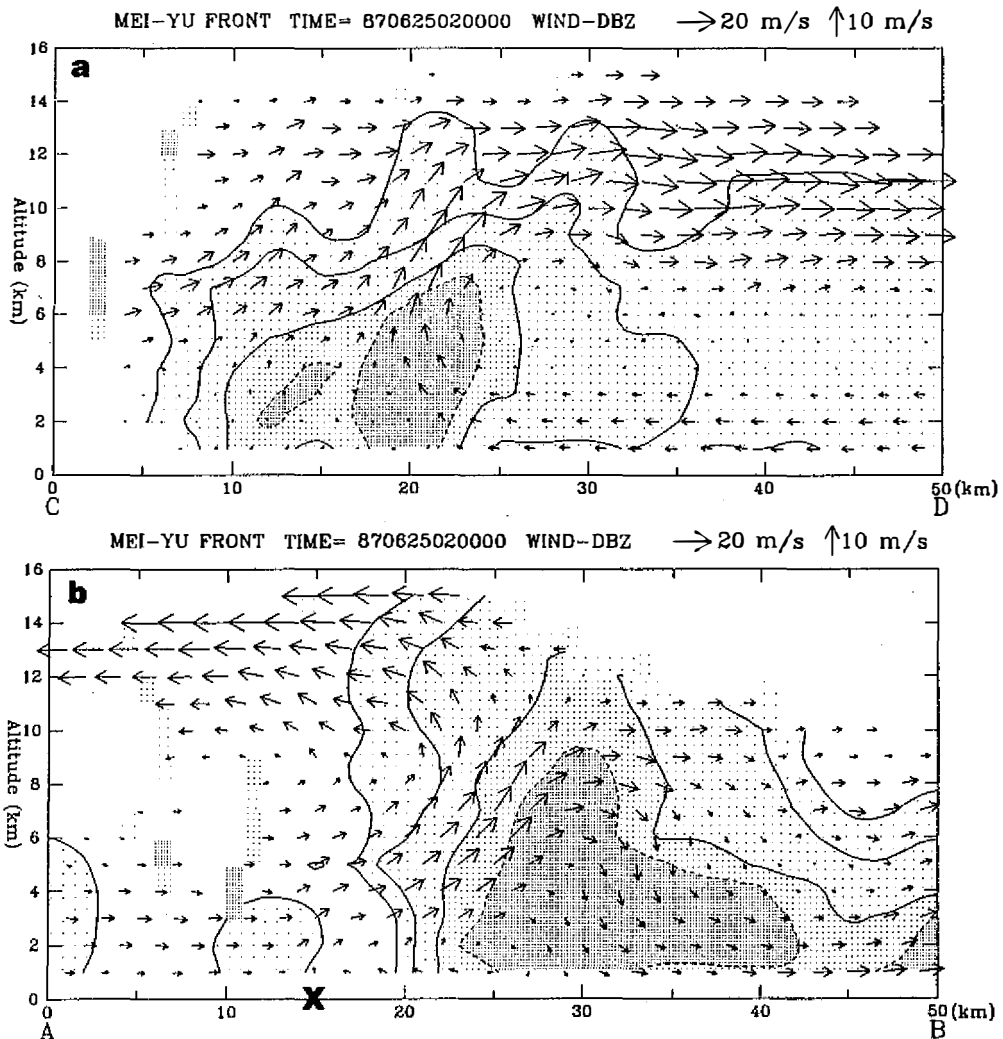 MEI-YU FRONT TIME= 870625020000 WIND-DBZ 20 m/s 10 m/s
a
16
14
12
10
8
6
4
2
0
Altitude (km)
0 10 20 30 40 50 (km)
C D
MEI-YU FRONT TIME= 870625020000 WIND-DBZ 20 m/s 10 m/s
b
16
14
12
10
8
6
4
2
0
Altitude (km)
0 10 X 20 30 40 50 (km)
A B